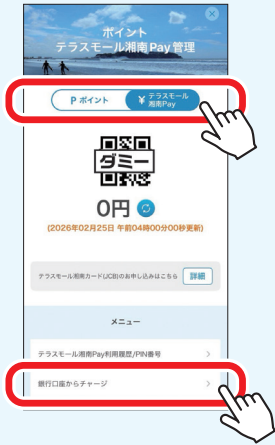 ポイント
テラスモール湘南Pay管理
P ポイント
¥ テラスモール
湘南Pay
ダミー
0円
(2026年02月25日 午前04時00分00秒更新)
テラスモール湘南カード(JCB)のお申し込みはこちら 詳細
メニュー
テラスモール湘南Pay利用履歴/PIN番号
銀行口座からチャージ